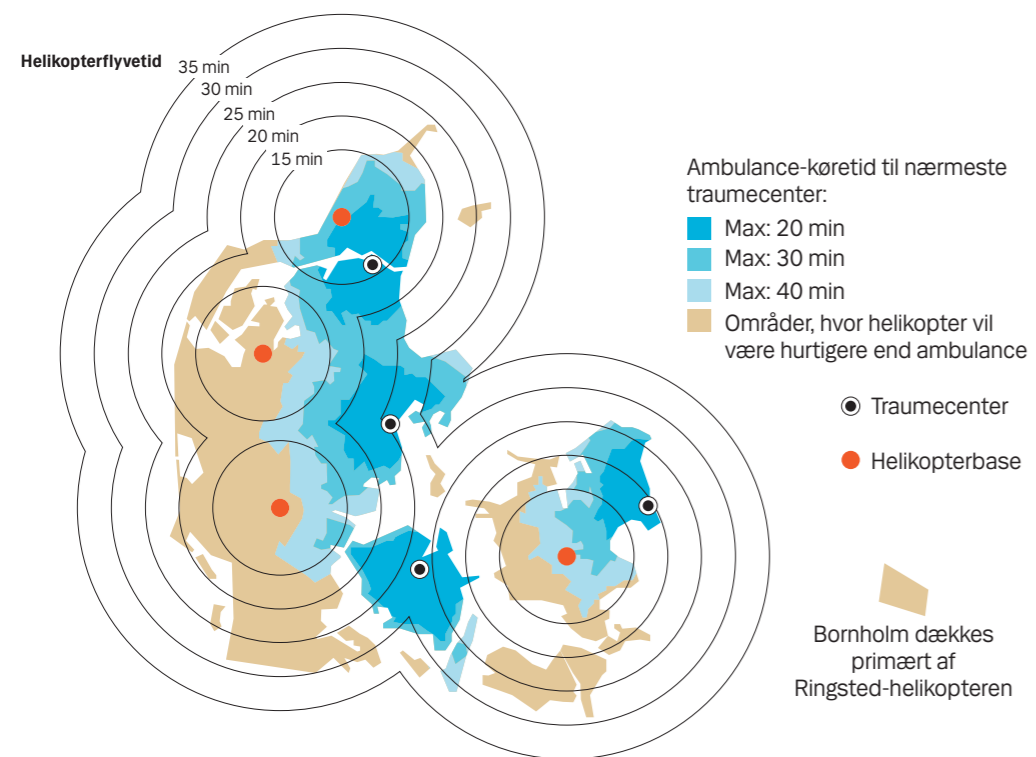 Helikopterflyvetid
35 min
30 min
25 min
20 min
15 min
Ambulance-køretid til nærmeste
traumecenter:
Max: 20 min
Max: 30 min
Max: 40 min
Områder, hvor helikopter vil
være hurtigere end ambulance
Traumecenter
Helikopterbase
Bornholm dækkes
primært af
Ringsted-helikopteren